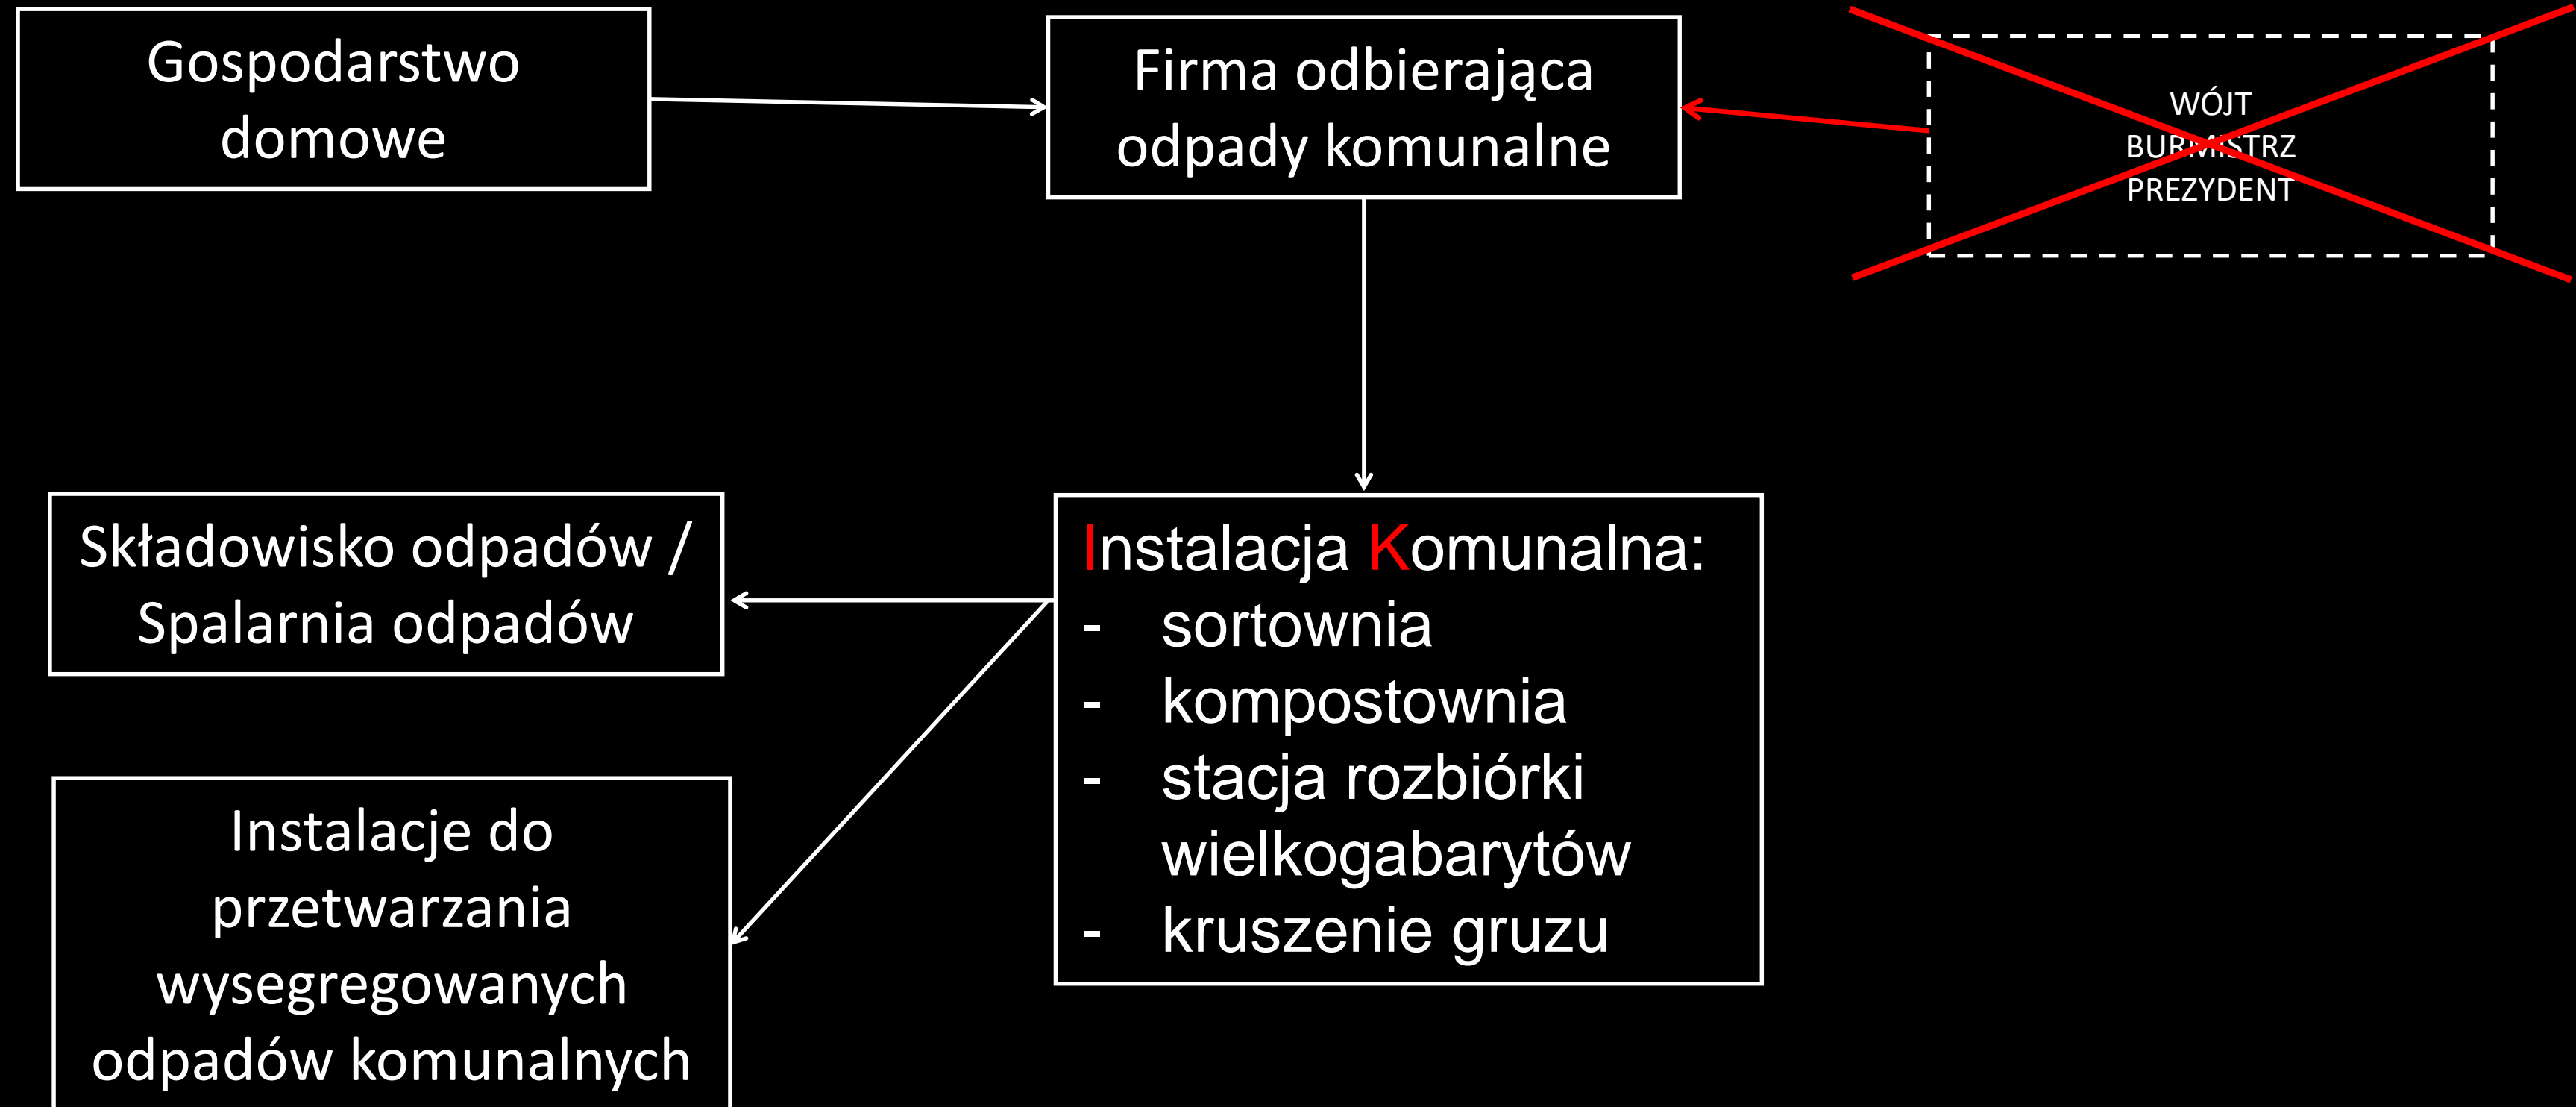 Gospodarstwo
domowe
Firma odbierająca
odpady komunalne
WÓJT
BURMISTRZ
PREZYDENT
Składowisko odpadów /
Spalarnia odpadów
Instalacja Komunalna:
- sortownia
- kompostownia
- stacja rozbiórki
wielkogabarytów
- kruszenie gruzu
Instalacje do
przetwarzania
wysegregowanych
odpadów komunalnych